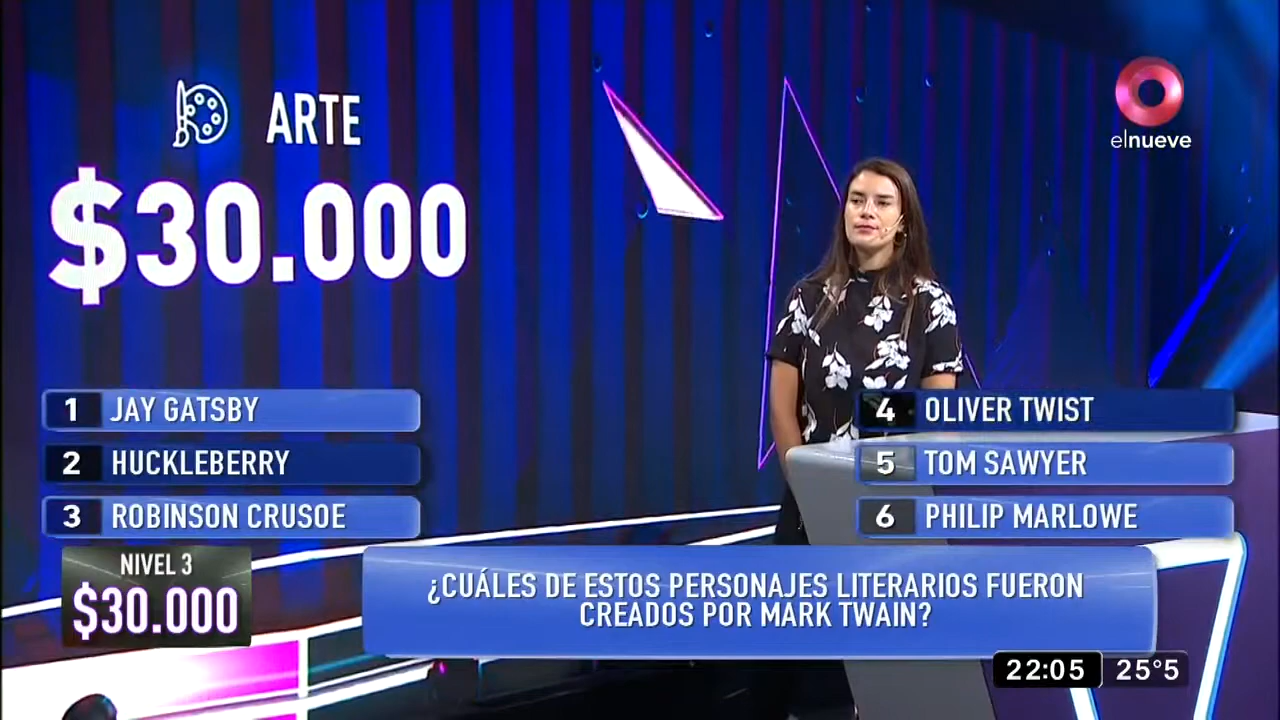 ARTE
$30.000
elnueve
1 JAY GATSBY
2 HUCKLEBERRY
3 ROBINSON CRUSOE
4 OLIVER TWIST
5 TOM SAWYER
6 PHILIP MARLOWE
NIVEL 3
$30.000
¿CUÁLES DE ESTOS PERSONAJES LITERARIOS FUERON
CREADOS POR MARK TWAIN?
22:05 25°5